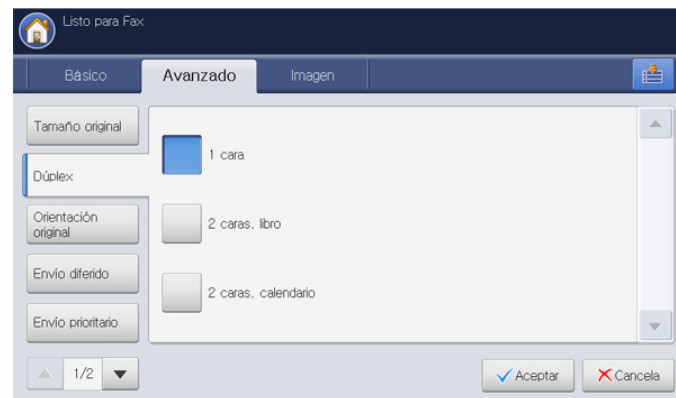 Listo para Fax
Básico
Avanzado
Imagen
Tamaño original
Dúplex
Orientación
original
Envío diferido
Envío prioritario
1 cara
2 caras, libro
2 caras, calendario
1/2
Aceptar
Cancela